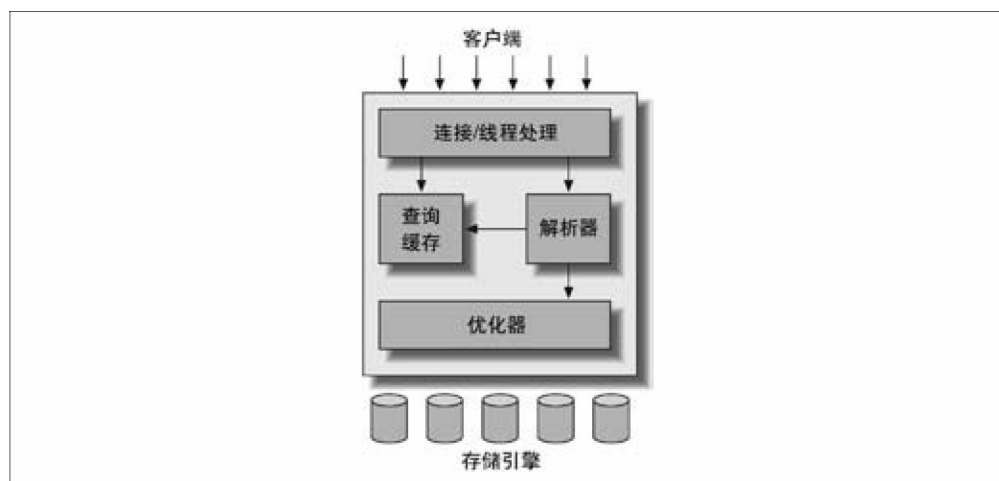 客户端
连接/线程处理
查询
缓存
解析器
优化器
存储引擎